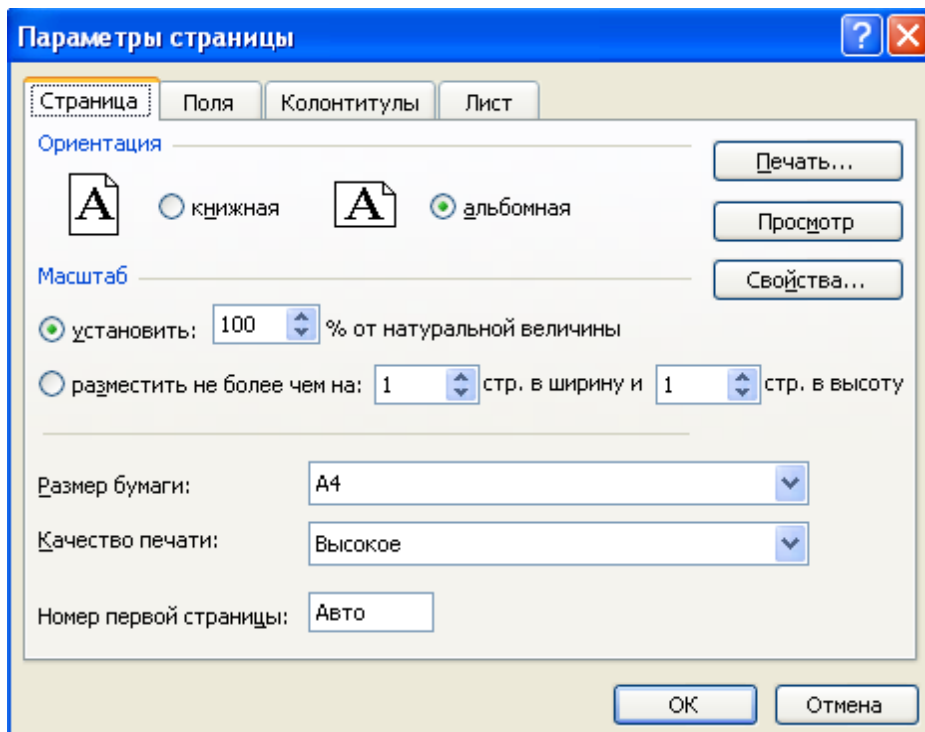 Параметры страницы
Страница Поля Колонтитулы Лист
Ориентация
Печать...
A книжная A альбомная
Просмотр
Масштаб
Свойства...
установить: 100 % от натуральной величины
разместить не более чем на: 1 стр. в ширину и 1 стр. в высоту
Размер бумаги: A4
Качество печати: Высокое
Номер первой страницы: Авто
ОК Отмена